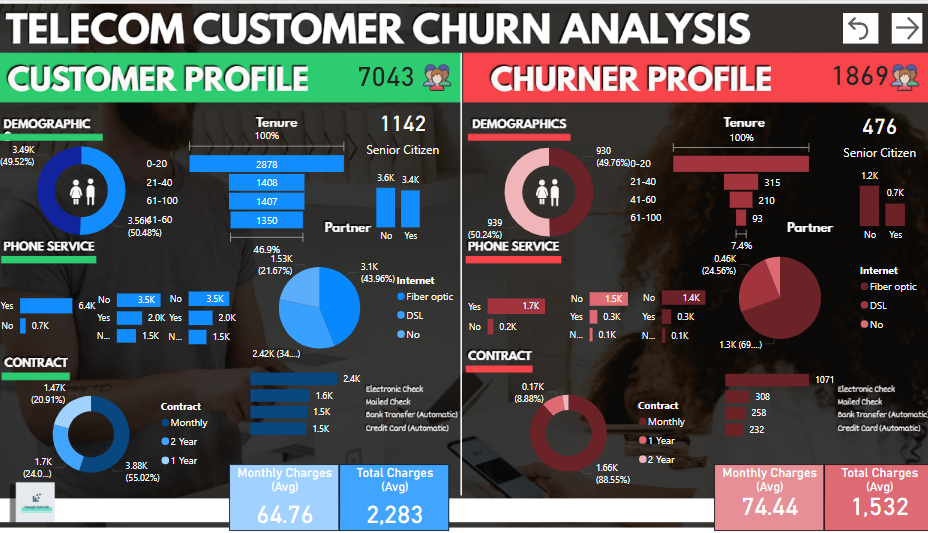 TELECOM CUSTOMER CHURN ANALYSIS
CUSTOMER PROFILE 7043
DEMOGRAPHIC
3.49K
(49.52%)
3.56K
(50.48%)
Tenure
100%
0-20 2878
21-40 1408
61-100 1407
41-60 1350
46.9%
1142
Senior Citizen
3.6K 3.4K
Partner
No Yes
PHONE SERVICE
Yes 6.4K
No 0.7K
No 3.5K
Yes 2.0K
N... 1.5K
No 3.5K
Yes 2.0K
N... 1.5K
1.53K
(21.67%)
3.1K
(43.96%)
2.42K (34....)
Internet
Fiber optic
DSL
No
CONTRACT
1.47K
(20.91%)
1.7K
(24.0...)
3.88K
(55.02%)
Contract
Monthly
2 Year
1 Year
2.4K
1.6K
1.5K
1.5K
Electronic Check
Mailed Check
Bank Transfer (Automatic)
Credit Card (Automatic)
Monthly Charges
(Avg)
64.76
Total Charges
(Avg)
2,283
CHURNER PROFILE 1869
DEMOGRAPHICS
930
(49.76%)
939
(50.24%)
Tenure
100%
0-20
21-40 315
41-60 210
61-100 93
7.4%
476
Senior Citizen
1.2K
0.7K
Partner
No Yes
PHONE SERVICE
Yes 1.7K
No 0.2K
No 1.5K
Yes 0.3K
N... 0.1K
No 1.4K
Yes 0.3K
N... 0.1K
0.46K
(24.56%)
1.3K (69....)
Internet
Fiber optic
DSL
No
CONTRACT
0.17K
(8.88%)
1.66K
(88.55%)
Contract
Monthly
1 Year
2 Year
1071
308
258
232
Electronic Check
Mailed Check
Bank Transfer (Automatic)
Credit Card (Automatic)
Monthly Charges
(Avg)
74.44
Total Charges
(Avg)
1,532